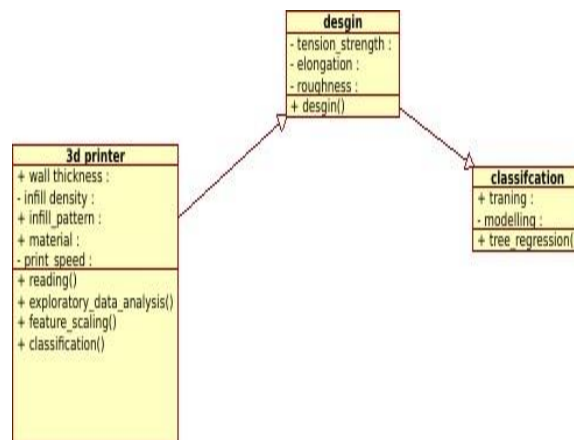 desgin
- tension_strength :
- elongation :
- roughness :
+ desgin()
3d printer
+ wall thickness :
- infill density :
+ infill_pattern :
+ material :
- print_speed :
+ reading()
+ exploratory_data_analysis()
+ feature_scaling()
+ classification()
classifcation
+ traning :
- modelling :
+ tree_regression(